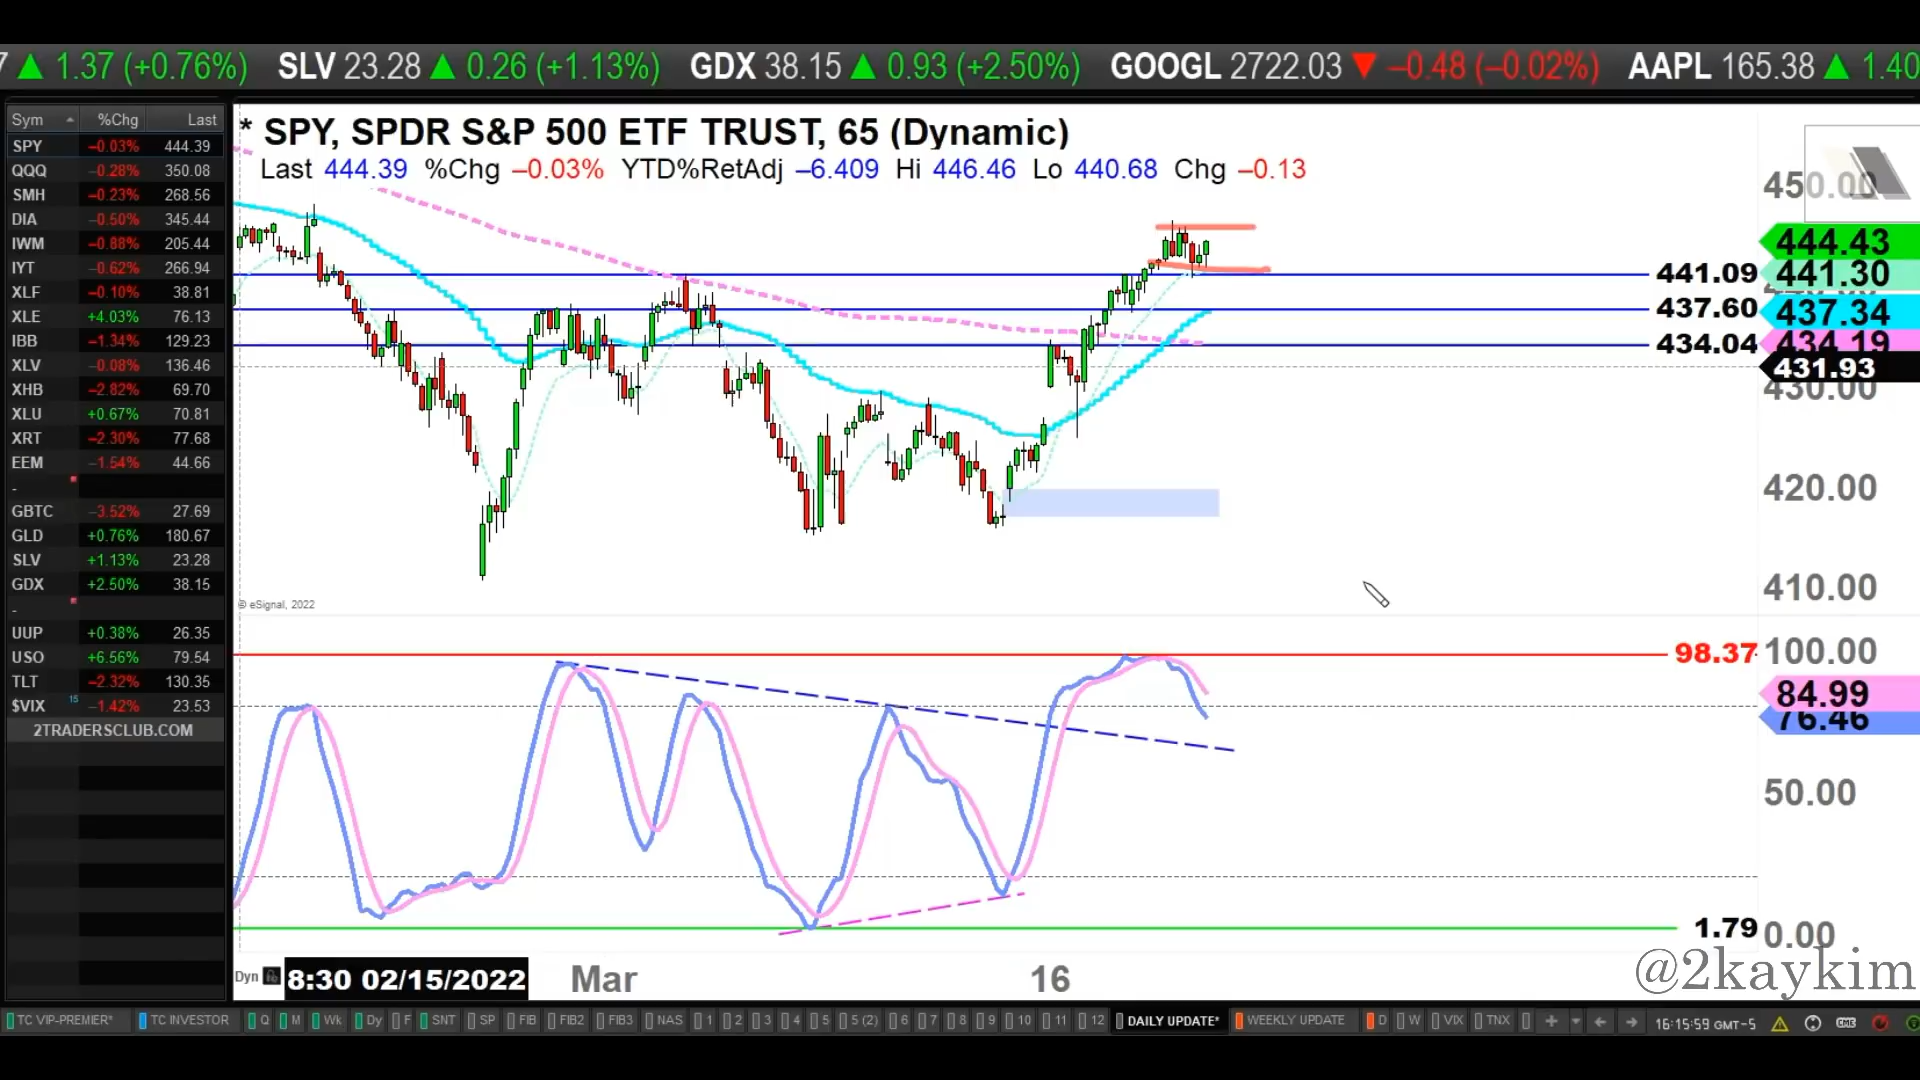 7 ▲ 1.37 (+0.76%) SLV 23.28 ▲ 0.26 (+1.13%) GDX 38.15 ▲ 0.93 (+2.50%) GOOGL 2722.03 ▼ −0.48 (−0.02%) AAPL 165.38 ▲ 1.40
Sym %Chg Last
SPY −0.03% 444.39
QQQ −0.28% 350.08
SMH −0.23% 268.56
DIA −0.50% 345.44
IWM −0.88% 205.44
IYT −0.62% 266.94
XLF −0.10% 38.81
XLE +4.03% 76.13
IBB −1.34% 129.23
XLV −0.08% 136.46
XHB −2.82% 69.70
XLU +0.67% 70.81
XRT −2.30% 77.68
EEM −1.54% 44.66
-
GBTC −3.52% 27.69
GLD +0.76% 180.67
SLV +1.13% 23.28
GDX +2.50% 38.15
-
UUP +0.38% 26.35
USO +6.56% 79.54
TLT −2.32% 130.35
$VIX 15 −1.42% 23.53
2TRADERSCLUB.COM
* SPY, SPDR S&P 500 ETF TRUST, 65 (Dynamic)
Last 444.39 %Chg −0.03% YTD%RetAdj −6.409 Hi 446.46 Lo 440.68 Chg −0.13
450.00
444.43
441.09 441.30
437.60 437.34
434.04 434.19
431.93
430.00
420.00
410.00
© eSignal, 2022
98.37 100.00
84.99
76.46
50.00
1.79 0.00
@2kaykim
Dyn 8:30 02/15/2022 Mar 16
TC VIP-PREMIER* TC INVESTOR Q M Wk Dy F SNT SP FIB FIB2 FIB3 NAS 1 2 3 4 5 5 (2) 6 7 8 9 10 11 12 DAILY UPDATE* WEEKLY UPDATE D W VIX TNX 16:15:59 GMT-5 CME